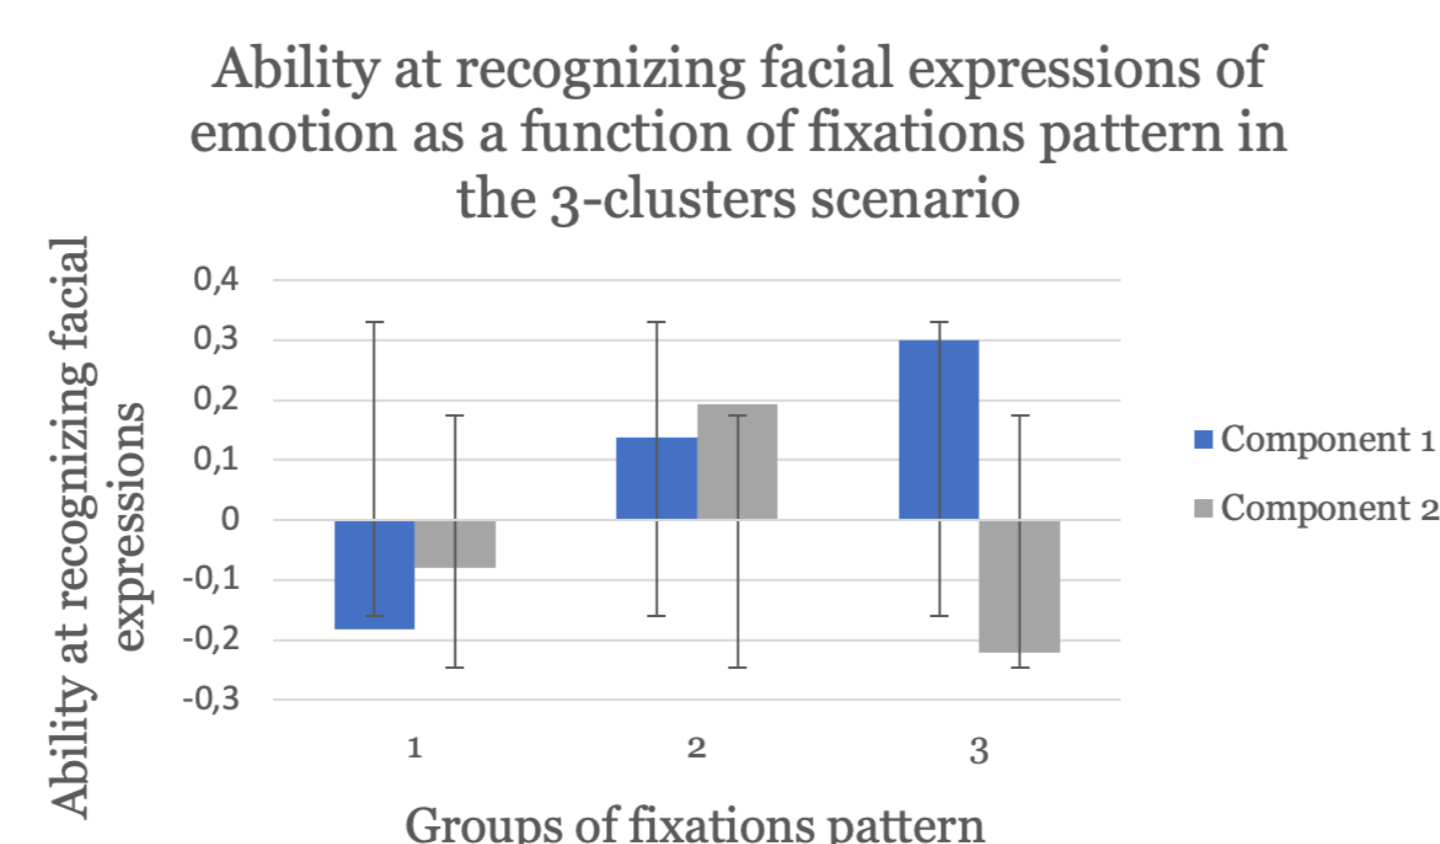 Ability at recognizing facial expressions of
emotion as a function of fixations pattern in
the 3-clusters scenario
Ability at recognizing facial
expressions
0,4
0,3
0,2
0,1
0
-0,1
-0,2
-0,3
1
2
3
Groups of fixations pattern
Component 1
Component 2